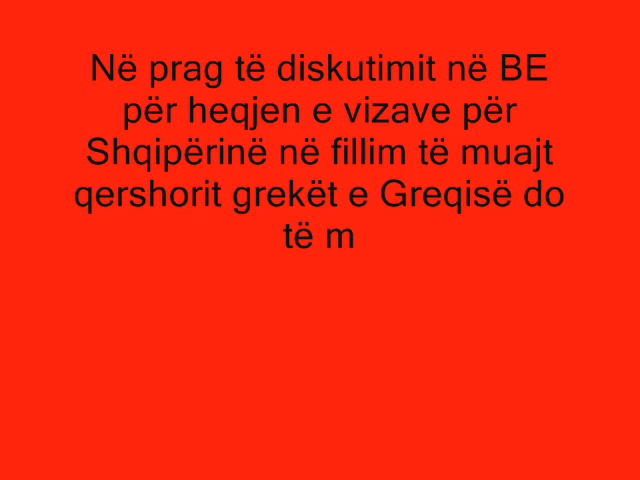 Në prag të diskutimit në BE
për heqjen e vizave për
Shqipërinë në fillim të muajt
qershorit grekët e Greqisë do
të m